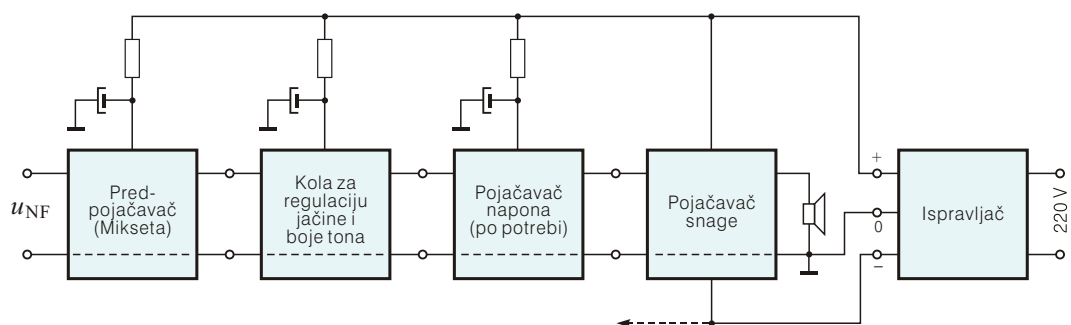 u_NF
Pred-
pojačavač
(Mikseta)
Kola za
regulaciju
jačine i
boje tona
Pojačavač
napona
(po potrebi)
Pojačavač
snage
+
0
–
Ispravljač
220 V